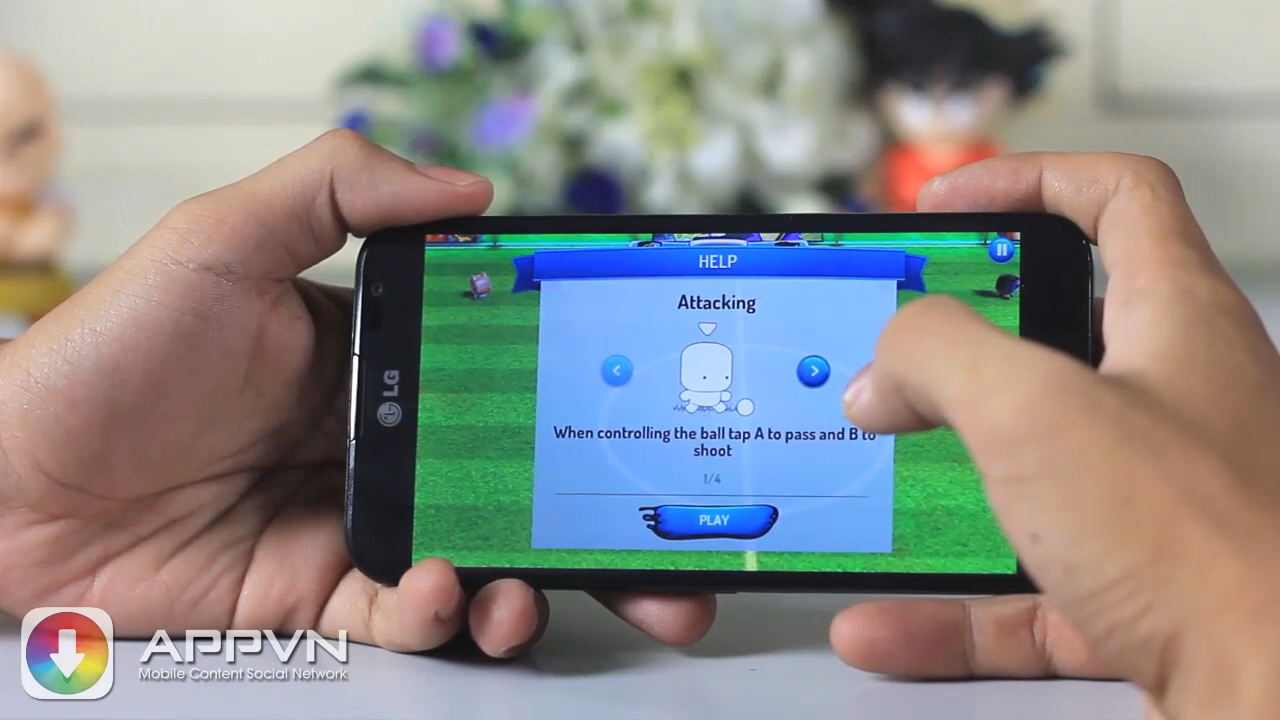 HELP
Attacking
When controlling the ball tap A to pass and B to
shoot
1/4
PLAY
LG
APPVN
Mobile Content Social Network